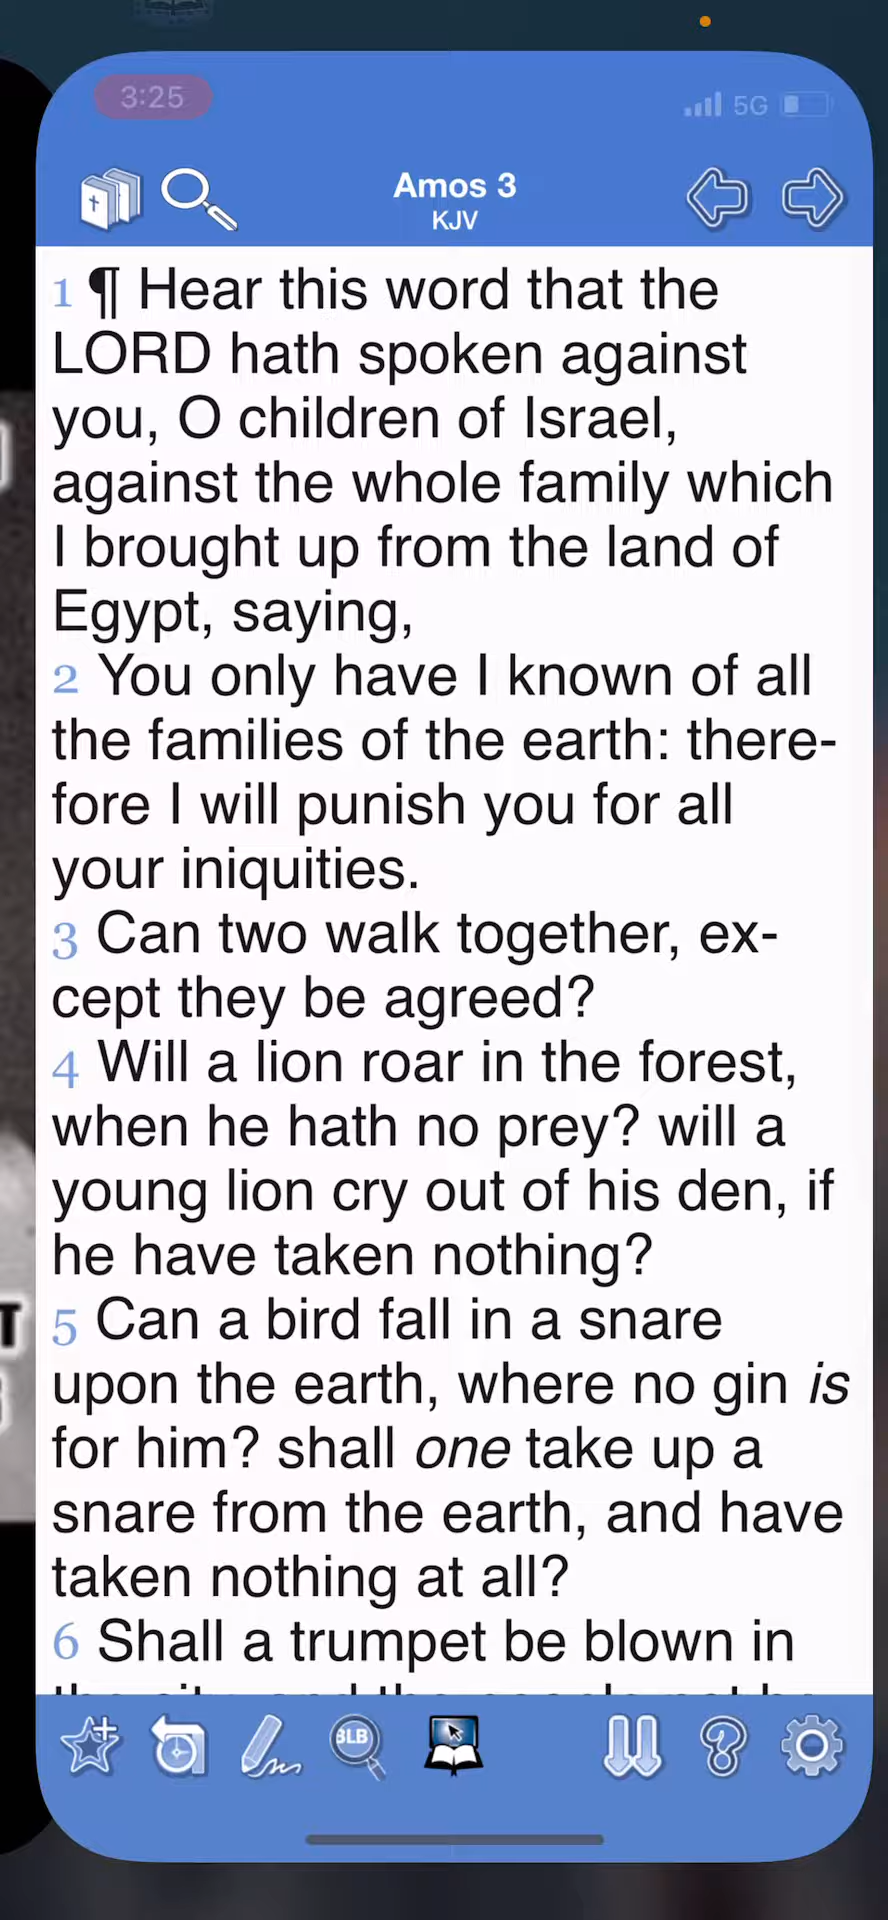 3:25
5G
Amos 3
KJV
1 ¶ Hear this word that the
LORD hath spoken against
you, O children of Israel,
against the whole family which
I brought up from the land of
Egypt, saying,
2 You only have I known of all
the families of the earth: there-
fore I will punish you for all
your iniquities.
3 Can two walk together, ex-
cept they be agreed?
4 Will a lion roar in the forest,
when he hath no prey? will a
young lion cry out of his den, if
he have taken nothing?
5 Can a bird fall in a snare
upon the earth, where no gin is
for him? shall one take up a
snare from the earth, and have
taken nothing at all?
6 Shall a trumpet be blown in
BLB